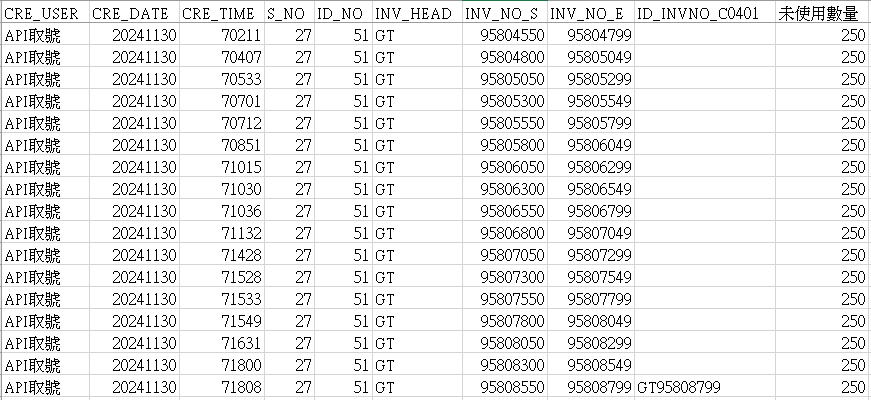 CRE_USER CRE_DATE CRE_TIME S_NO ID_NO INV_HEAD INV_NO_S INV_NO_E ID_INVNO_C0401 未使用數量
API取號 20241130 70211 27 51 GT 95804550 95804799 250
API取號 20241130 70407 27 51 GT 95804800 95805049 250
API取號 20241130 70533 27 51 GT 95805050 95805299 250
API取號 20241130 70701 27 51 GT 95805300 95805549 250
API取號 20241130 70712 27 51 GT 95805550 95805799 250
API取號 20241130 70851 27 51 GT 95805800 95806049 250
API取號 20241130 71015 27 51 GT 95806050 95806299 250
API取號 20241130 71030 27 51 GT 95806300 95806549 250
API取號 20241130 71036 27 51 GT 95806550 95806799 250
API取號 20241130 71132 27 51 GT 95806800 95807049 250
API取號 20241130 71428 27 51 GT 95807050 95807299 250
API取號 20241130 71528 27 51 GT 95807300 95807549 250
API取號 20241130 71533 27 51 GT 95807550 95807799 250
API取號 20241130 71549 27 51 GT 95807800 95808049 250
API取號 20241130 71631 27 51 GT 95808050 95808299 250
API取號 20241130 71800 27 51 GT 95808300 95808549 250
API取號 20241130 71808 27 51 GT 95808550 95808799 GT95808799 250